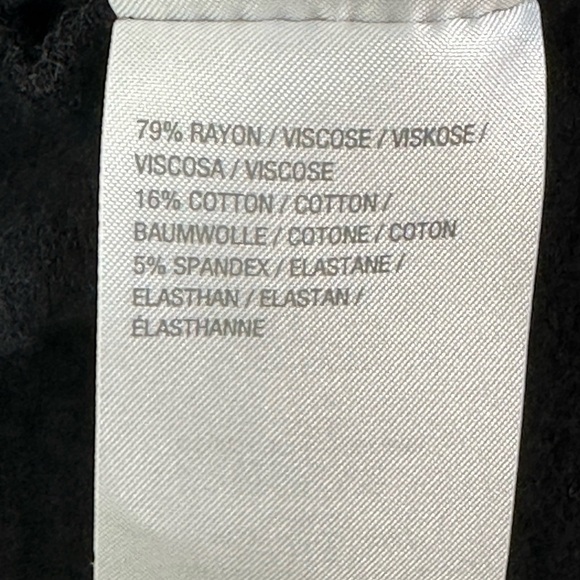 79% RAYON / VISCOSE / VISKOSE /
VISCOSA / VISCOSE
16% COTTON / COTTON /
BAUMWOLLE / COTONE / COTON
5% SPANDEX / ELASTANE /
ELASTHAN / ELASTAN /
ÉLASTHANNE